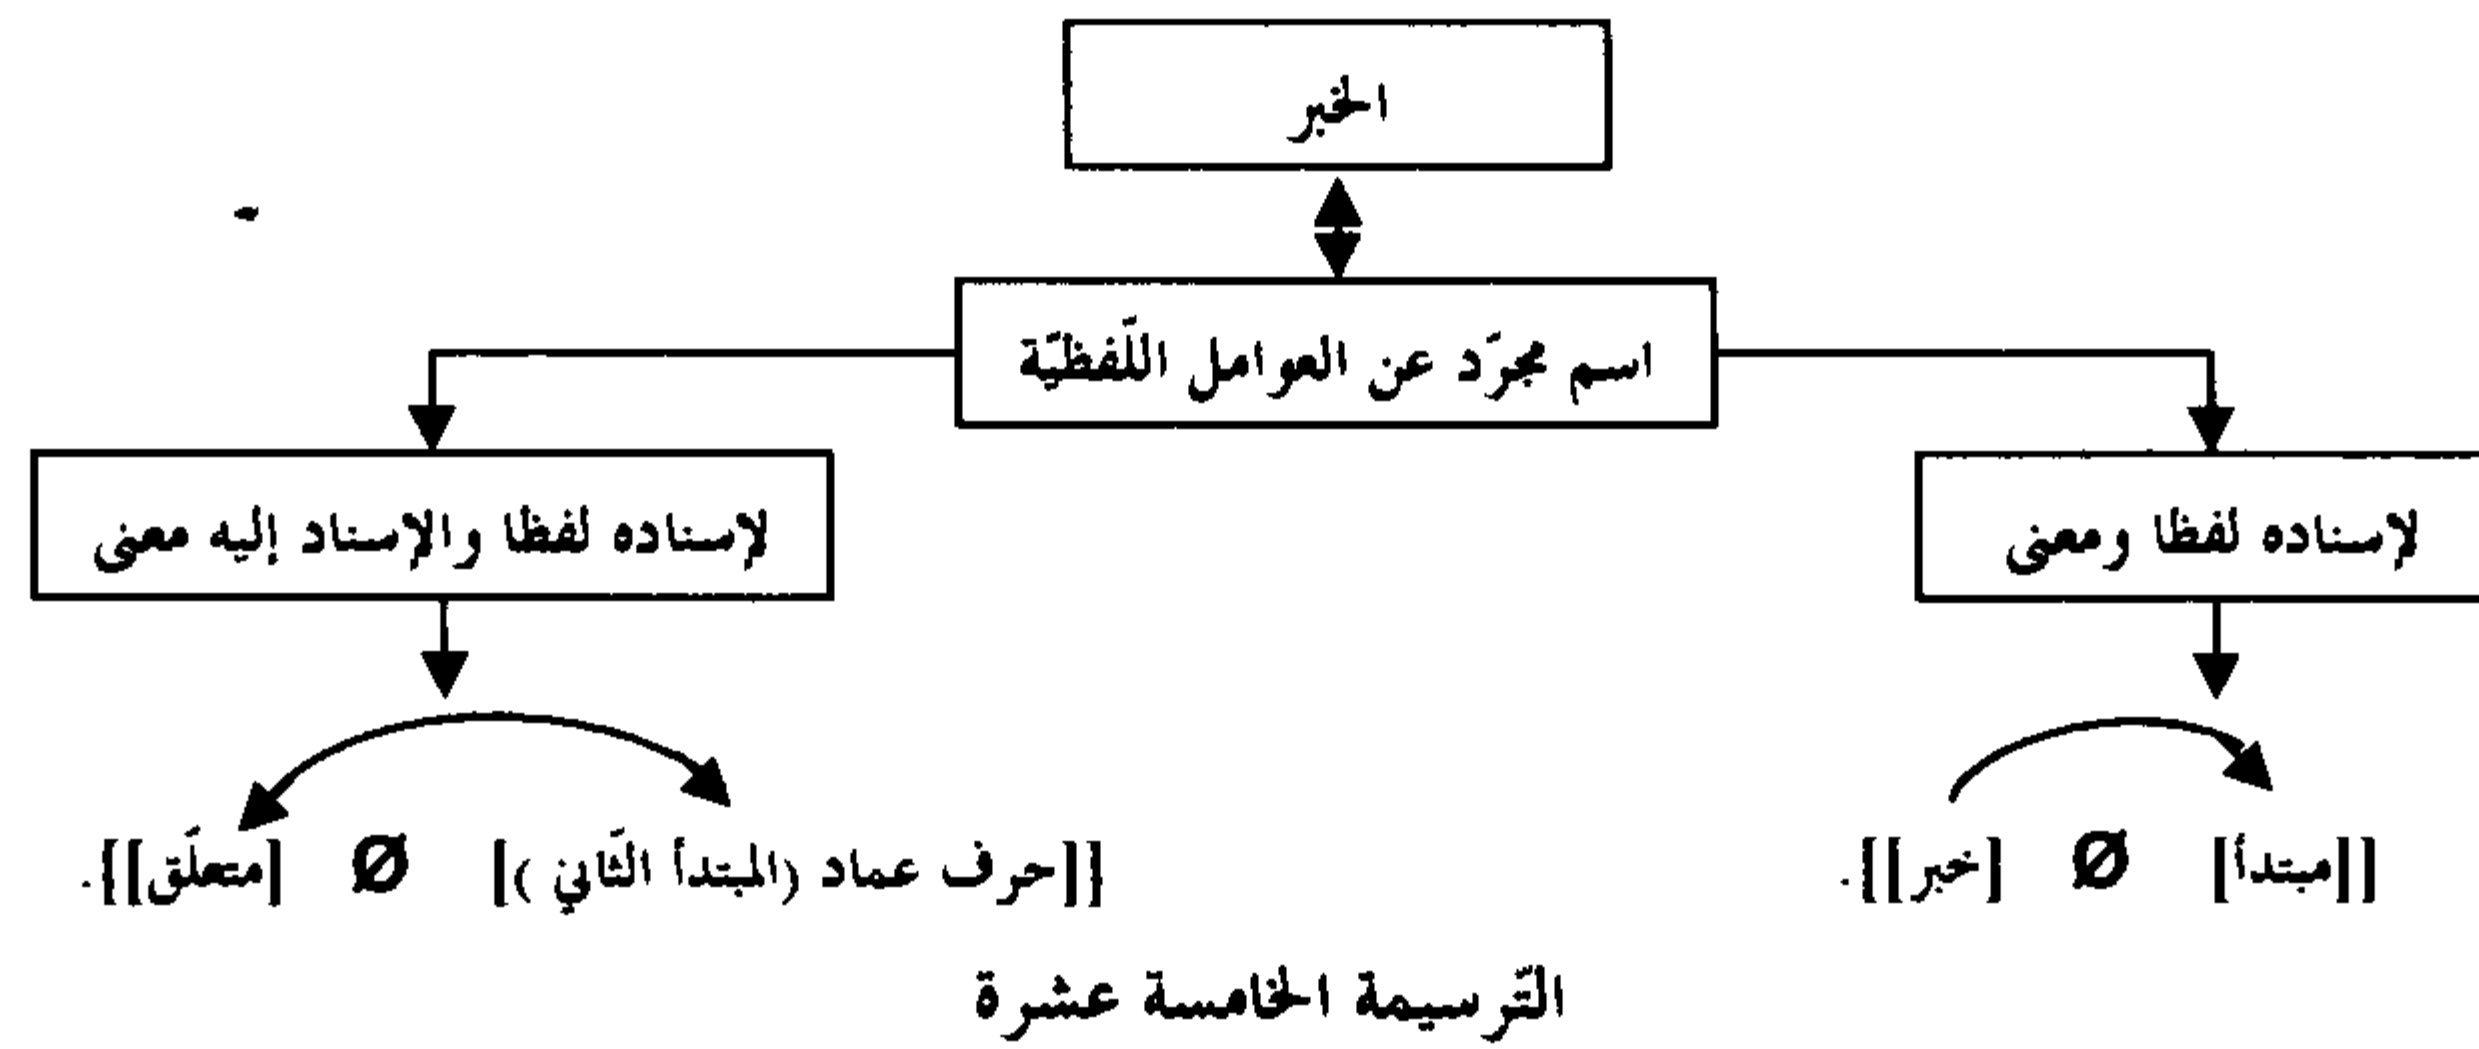 الخبر
اسم مجرَّد عن العوامل اللَّفظيَّة
لإسناده لفظا ومعنى
لإسناده لفظا والإسناد إليه معنى
[[مبتدأ] Ø [خبر]].
[[حرف عماد (المبتدأ الثَّاني )] Ø [متعلَّق]].
التَّرسيمة الخامسة عشرة